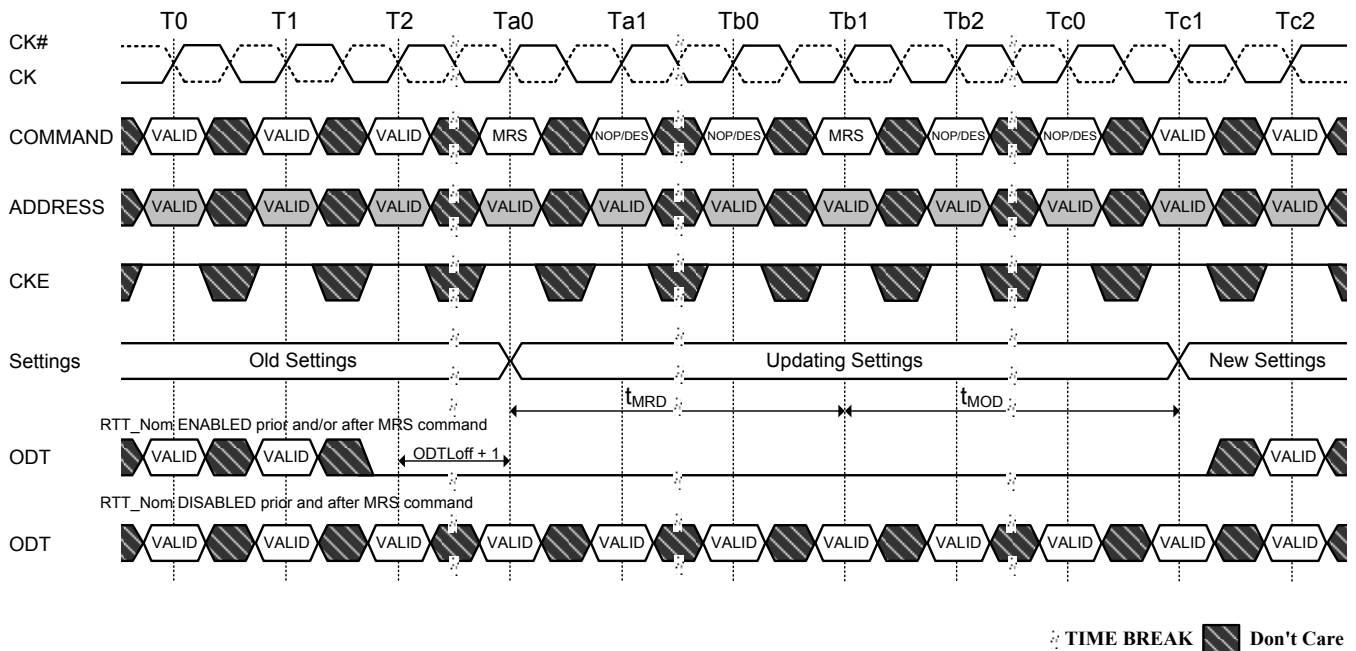 T0 T1 T2 Ta0 Ta1 Tb0 Tb1 Tb2 Tc0 Tc1 Tc2
CK#
CK
COMMAND VALID VALID VALID MRS NOP/DES NOP/DES MRS NOP/DES NOP/DES VALID VALID
ADDRESS VALID VALID VALID VALID VALID VALID VALID VALID VALID VALID VALID
CKE
Settings Old Settings Updating Settings New Settings
tMRD tMOD
RTT_Nom ENABLED prior and/or after MRS command
ODT VALID VALID ODTLoff + 1 VALID
RTT_Nom DISABLED prior and after MRS command
ODT VALID VALID VALID VALID VALID VALID VALID VALID VALID VALID VALID
TIME BREAK Don't Care